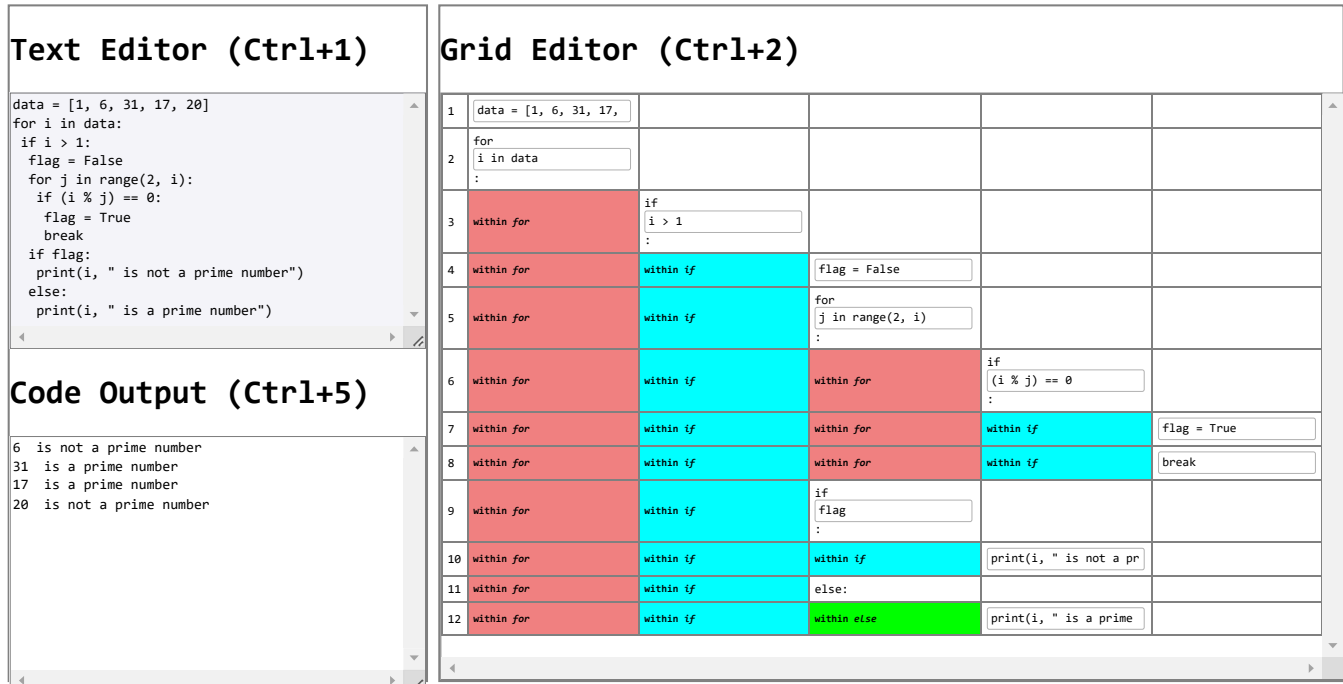 Text Editor (Ctrl+1)
data = [1, 6, 31, 17, 20]
for i in data:
 if i > 1:
  flag = False
  for j in range(2, i):
   if (i % j) == 0:
    flag = True
    break
  if flag:
   print(i, " is not a prime number")
  else:
   print(i, " is a prime number")
Code Output (Ctrl+5)
6  is not a prime number
31  is a prime number
17  is a prime number
20  is not a prime number
Grid Editor (Ctrl+2)
1 data = [1, 6, 31, 17,
for
2 i in data
:
if
3 within for i > 1
:
4 within for within if flag = False
for
5 within for within if j in range(2, i)
:
if
6 within for within if within for (i % j) == 0
:
7 within for within if within for within if flag = True
8 within for within if within for within if break
if
9 within for within if flag
:
10 within for within if within if print(i, " is not a pr
11 within for within if else:
12 within for within if within else print(i, " is a prime